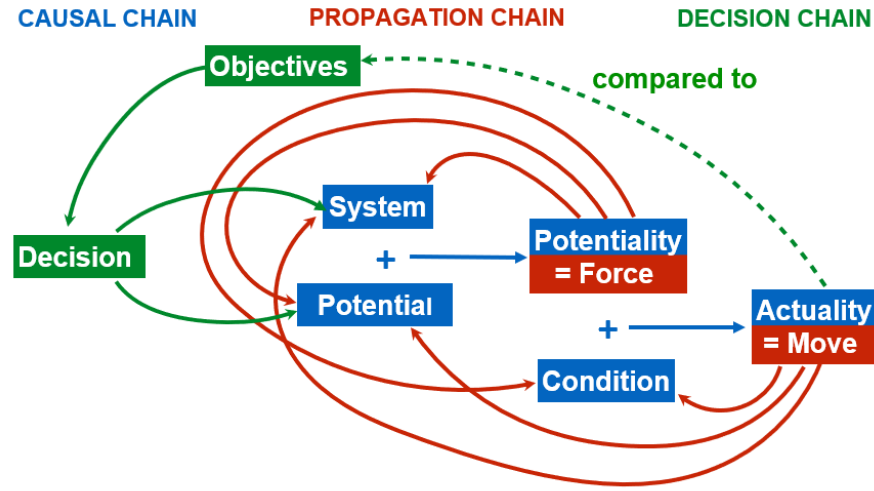 CAUSAL CHAIN
PROPAGATION CHAIN
DECISION CHAIN
Objectives
compared to
System
Decision
+
Potentiality
= Force
Potential
Actuality
+
= Move
Condition